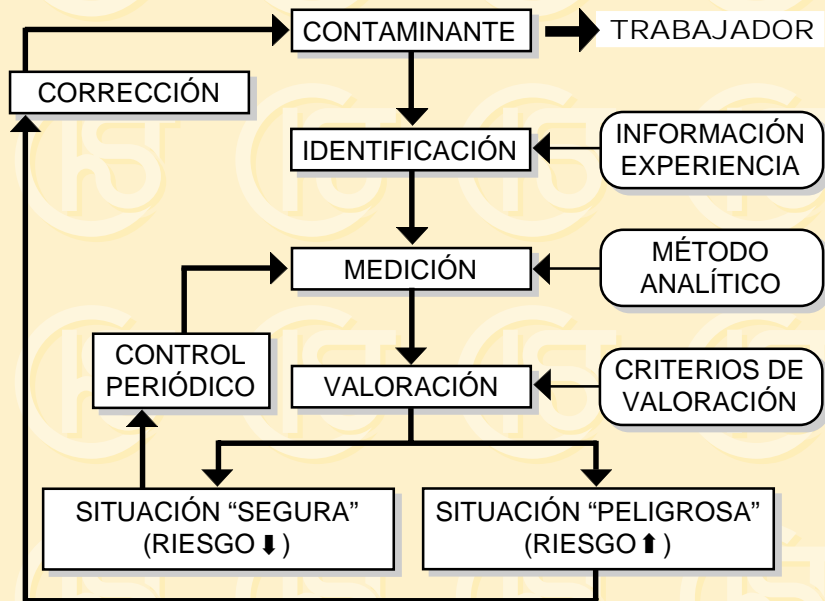 CONTAMINANTE
TRABAJADOR
CORRECCIÓN
IDENTIFICACIÓN
INFORMACIÓN
EXPERIENCIA
MEDICIÓN
MÉTODO
ANALÍTICO
CONTROL
PERIÓDICO
VALORACIÓN
CRITERIOS DE
VALORACIÓN
SITUACIÓN “SEGURA”
(RIESGO ⬇)
SITUACIÓN “PELIGROSA”
(RIESGO ⬆)